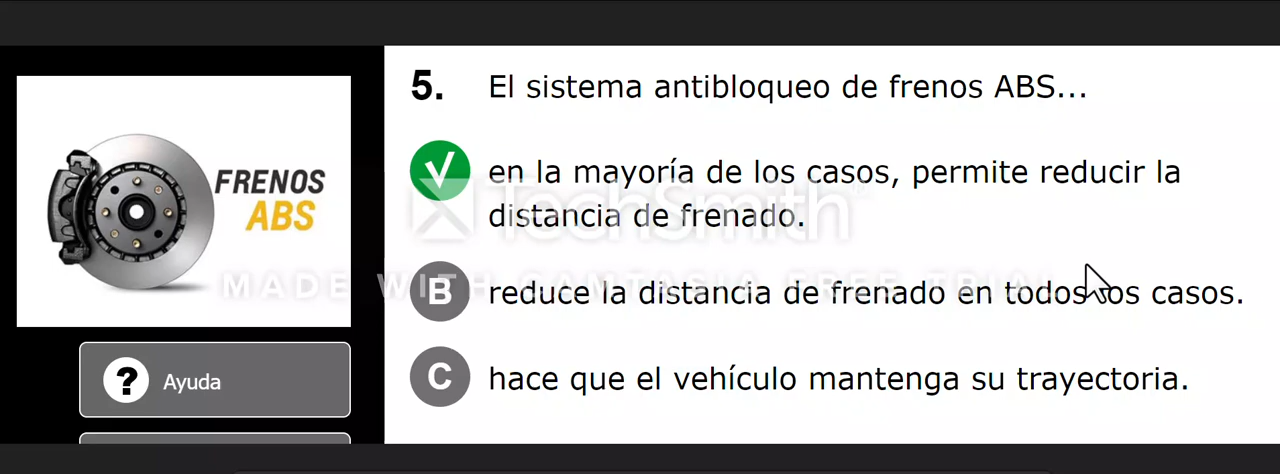 5. El sistema antibloqueo de frenos ABS...
en la mayoría de los casos, permite reducir la
distancia de frenado.
B reduce la distancia de frenado en todos los casos.
C hace que el vehículo mantenga su trayectoria.
FRENOS
ABS
? Ayuda
TechSmith®
MADE WITH CAMTASIA FREE TRIAL